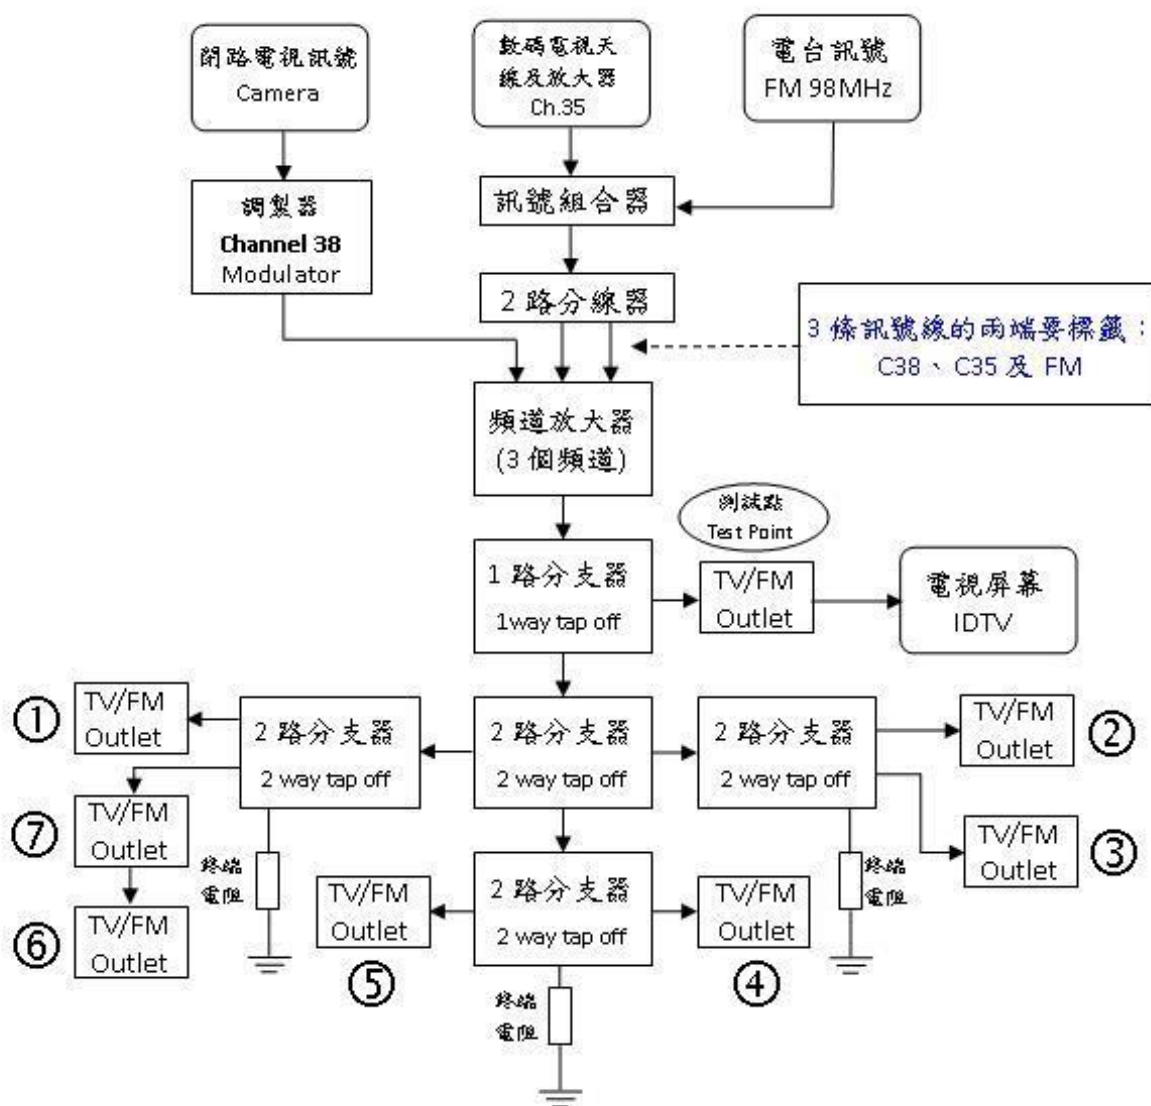 閉路電視訊號
Camera
數碼電視天
線及放大器
Ch.35
電台訊號
FM 98MHz
調製器
Channel 38
Modulator
訊號組合器
2 路分線器
3 條訊號線的兩端要標籤：
C38、C35 及 FM
頻道放大器
(3 個頻道)
測試點
Test Point
1 路分支器
1way tap off
TV/FM
Outlet
電視屏幕
IDTV
①
TV/FM
Outlet
2 路分支器
2 way tap off
2 路分支器
2 way tap off
2 路分支器
2 way tap off
TV/FM
Outlet
②
⑦
TV/FM
Outlet
TV/FM
Outlet
③
終端
電阻
終端
電阻
⑥
TV/FM
Outlet
TV/FM
Outlet
⑤
2 路分支器
2 way tap off
TV/FM
Outlet
④
終端
電阻